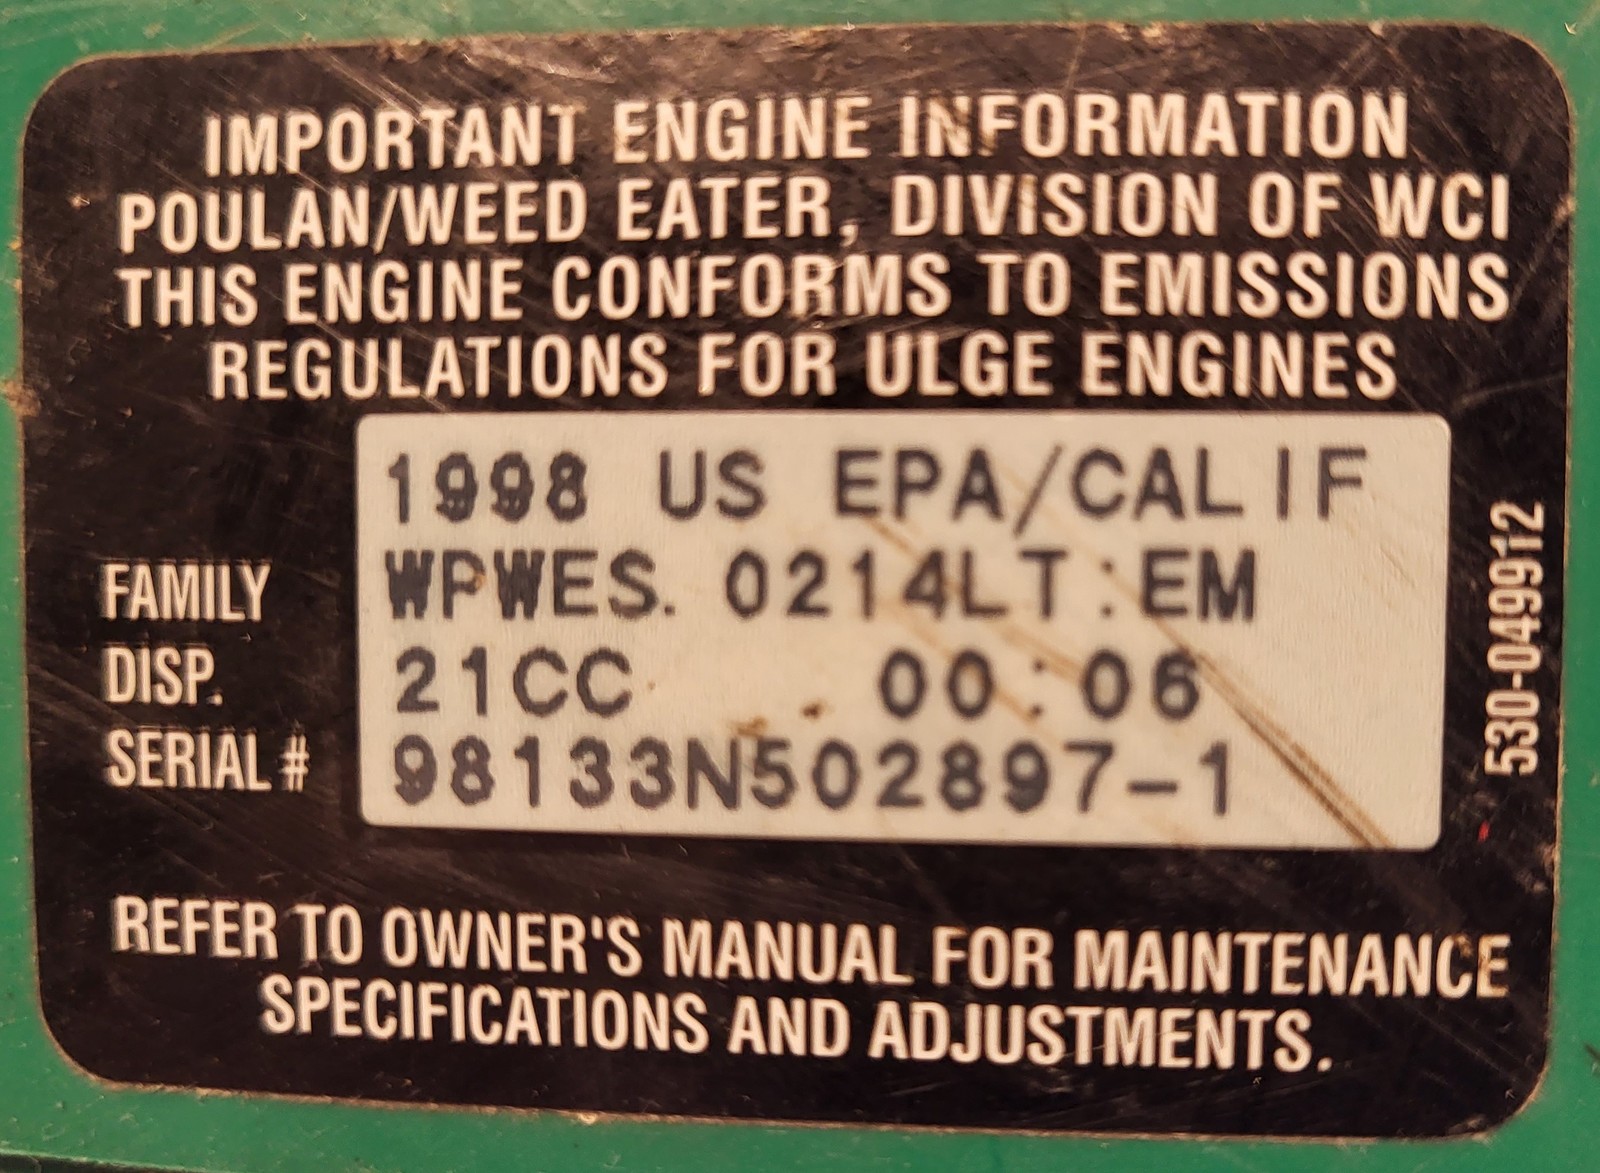 IMPORTANT ENGINE INFORMATION
POULAN/WEED EATER, DIVISION OF WCI
THIS ENGINE CONFORMS TO EMISSIONS
REGULATIONS FOR ULGE ENGINES
1998 US EPA/CALIF
FAMILY WPWES. 0214LT:EM
DISP. 21CC 00:06
SERIAL # 98133N502897-1
530-049912
REFER TO OWNER'S MANUAL FOR MAINTENANCE
SPECIFICATIONS AND ADJUSTMENTS.